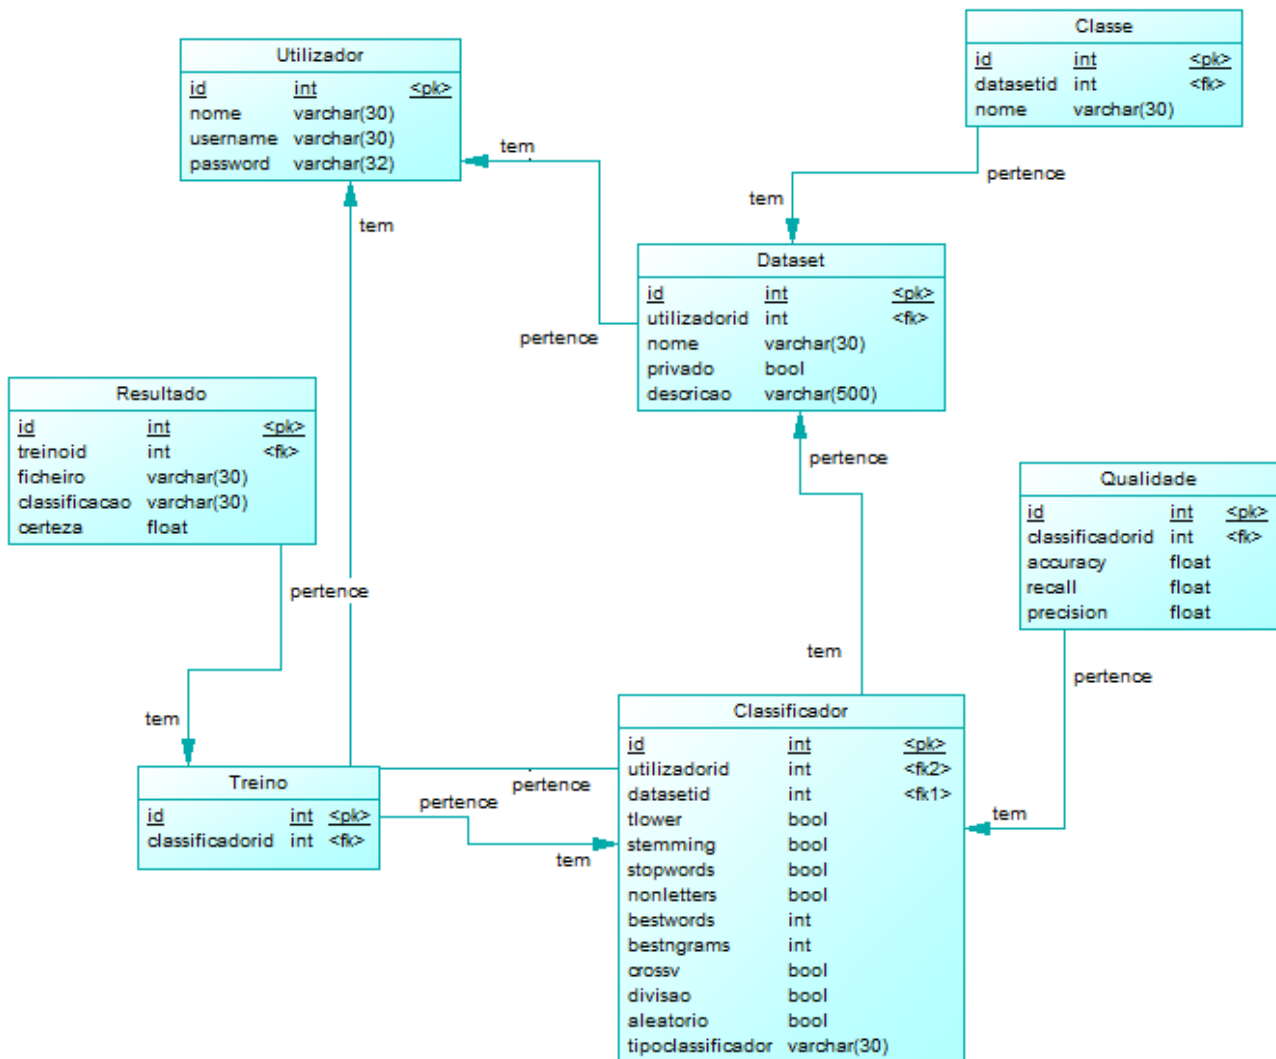 Utilizador
id int <pk>
nome varchar(30)
username varchar(30)
password varchar(32)
Classe
id int <pk>
datasetid int <fk>
nome varchar(30)
tem
pertence
tem
tem
Dataset
id int <pk>
utilizadorid int <fk>
nome varchar(30)
privado bool
descricao varchar(500)
pertence
Resultado
id int <pk>
treinoid int <fk>
ficheiro varchar(30)
classificacao varchar(30)
certeza float
pertence
Qualidade
id int <pk>
classificadorid int <fk>
accuracy float
recall float
precision float
pertence
tem
pertence
tem
Classificador
id int <pk>
utilizadorid int <fk2>
datasetid int <fk1>
tlower bool
stemming bool
stopwords bool
nonletters bool
bestwords int
bestngrams int
crossv bool
divisao bool
aleatorio bool
tipoclassificador varchar(30)
Treino
id int <pk>
classificadorid int <fk>
pertence
pertence
tem
tem